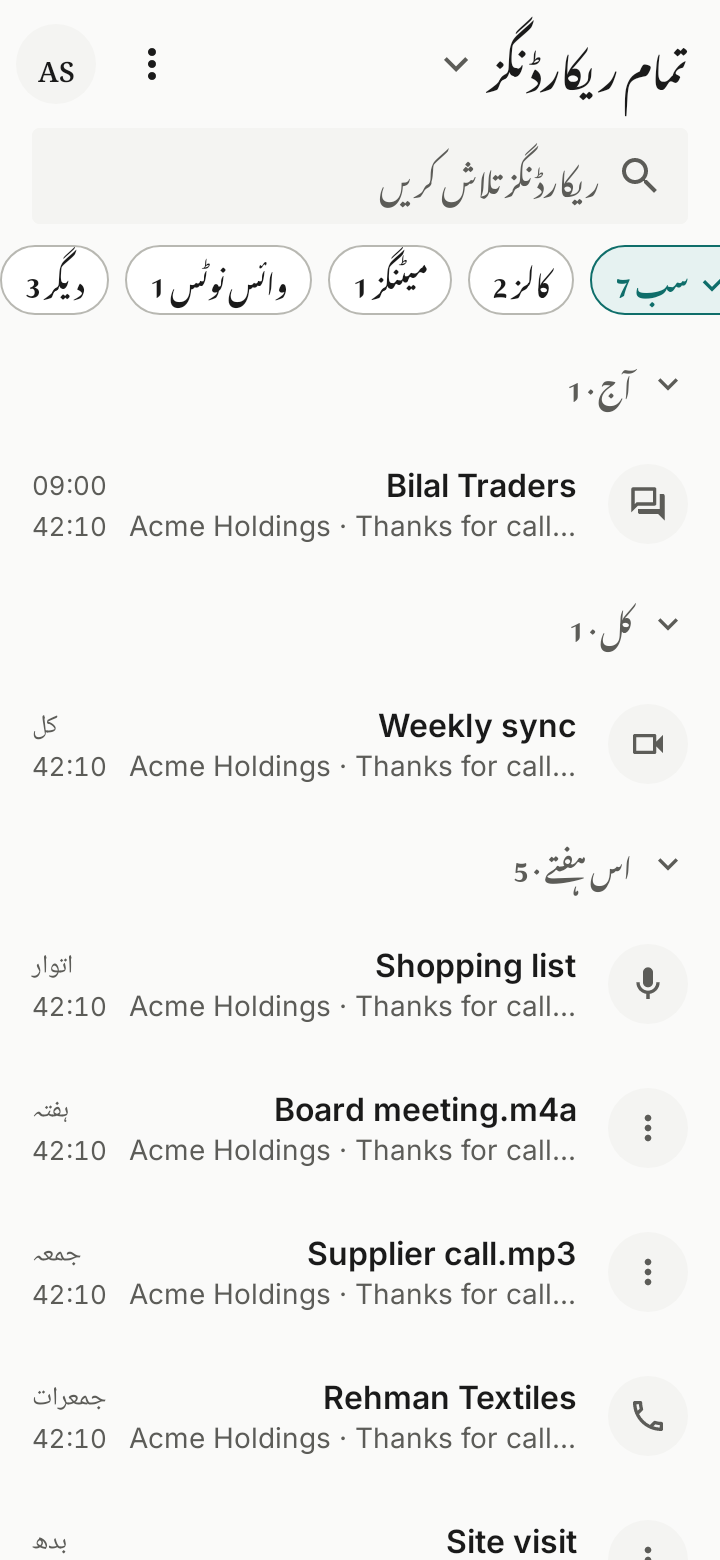 تمام ریکارڈنگز
AS
ریکارڈنگز تلاش کریں
سب 7
کالز 2
میٹنگز 1
وائس نوٹس 1
دیگر 3
آج · 1
Bilal Traders
09:00
Acme Holdings · Thanks for call...
42:10
کل · 1
Weekly sync
کل
Acme Holdings · Thanks for call...
42:10
اس ہفتے · 5
Shopping list
اتوار
Acme Holdings · Thanks for call...
42:10
Board meeting.m4a
ہفتہ
Acme Holdings · Thanks for call...
42:10
Supplier call.mp3
جمعہ
Acme Holdings · Thanks for call...
42:10
Rehman Textiles
جمعرات
Acme Holdings · Thanks for call...
42:10
Site visit
بدھ